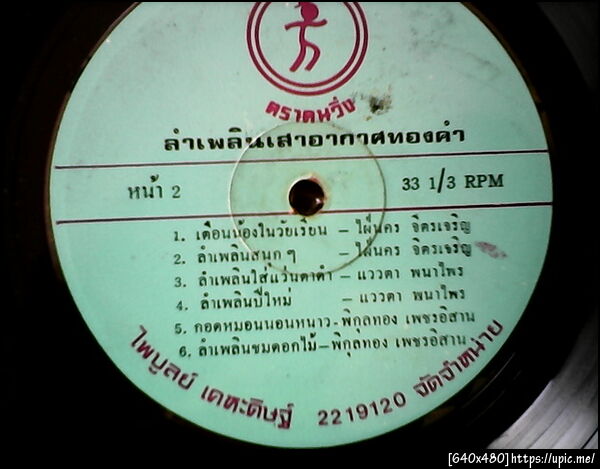 ตราคนวิ่ง
ลำเพลินเสาอากาศทองคำ
หน้า 2
33 1/3 RPM
1. เตือนน้องในวัยเรียน – ไผ่นคร จิตรเจริญ
2. ลำเพลินสนุก ๆ – ไผ่นคร จิตรเจริญ
3. ลำเพลินใส่แว่นตาดำ – แววตา พนาไพร
4. ลำเพลินปีใหม่ – แววตา พนาไพร
5. กอดหมอนนอนหนาว - พิกุลทอง เพชรอิสาน
6. ลำเพลินชมดอกไม้ – พิกุลทอง เพชรอิสาน
ไพบูลย์ เคหะดิษฐ์ 2219120 จัดจำหน่าย
[640x480]https://upic.me/